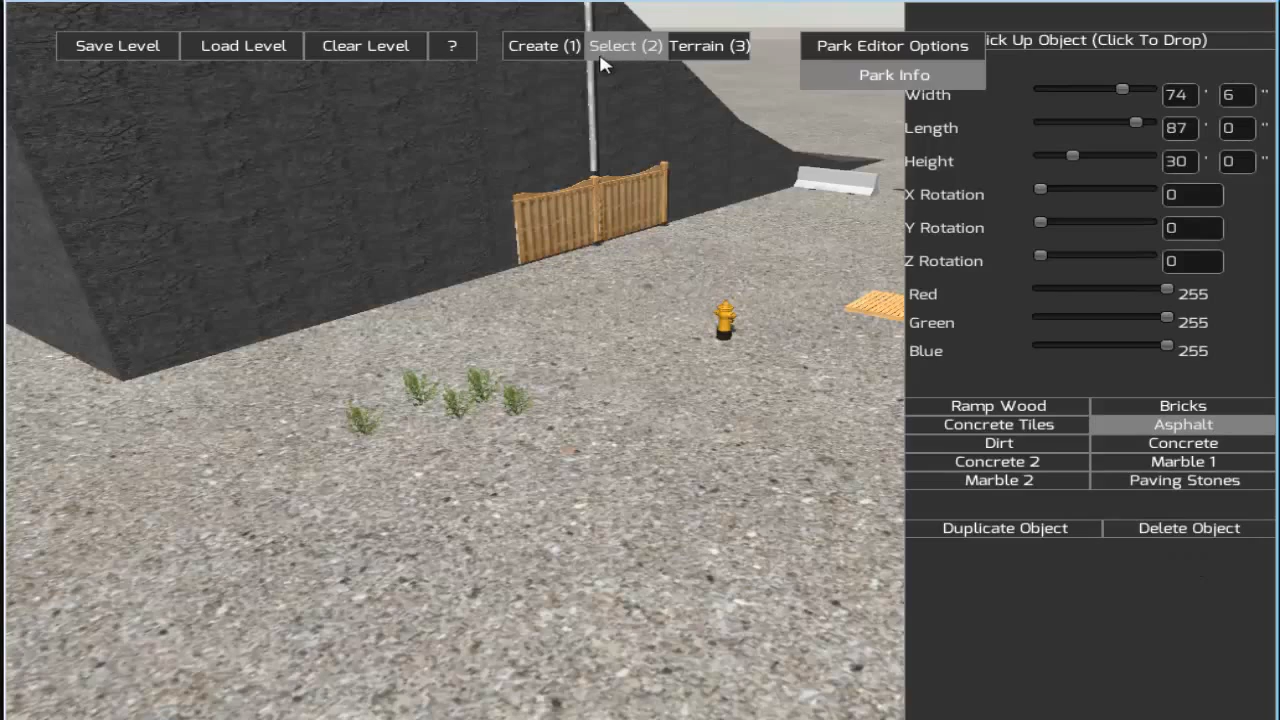 Save Level Load Level Clear Level ? Create (1) Select (2) Terrain (3) Park Editor Options
ick Up Object (Click To Drop)
Park Info
Width 74 ' 6 "
Length 87 ' 0
Height 30 ' 0 "
X Rotation 0
Y Rotation 0
Z Rotation 0
Red 255
Green 255
Blue 255
Ramp Wood Bricks
Concrete Tiles Asphalt
Dirt Concrete
Concrete 2 Marble 1
Marble 2 Paving Stones
Duplicate Object Delete Object